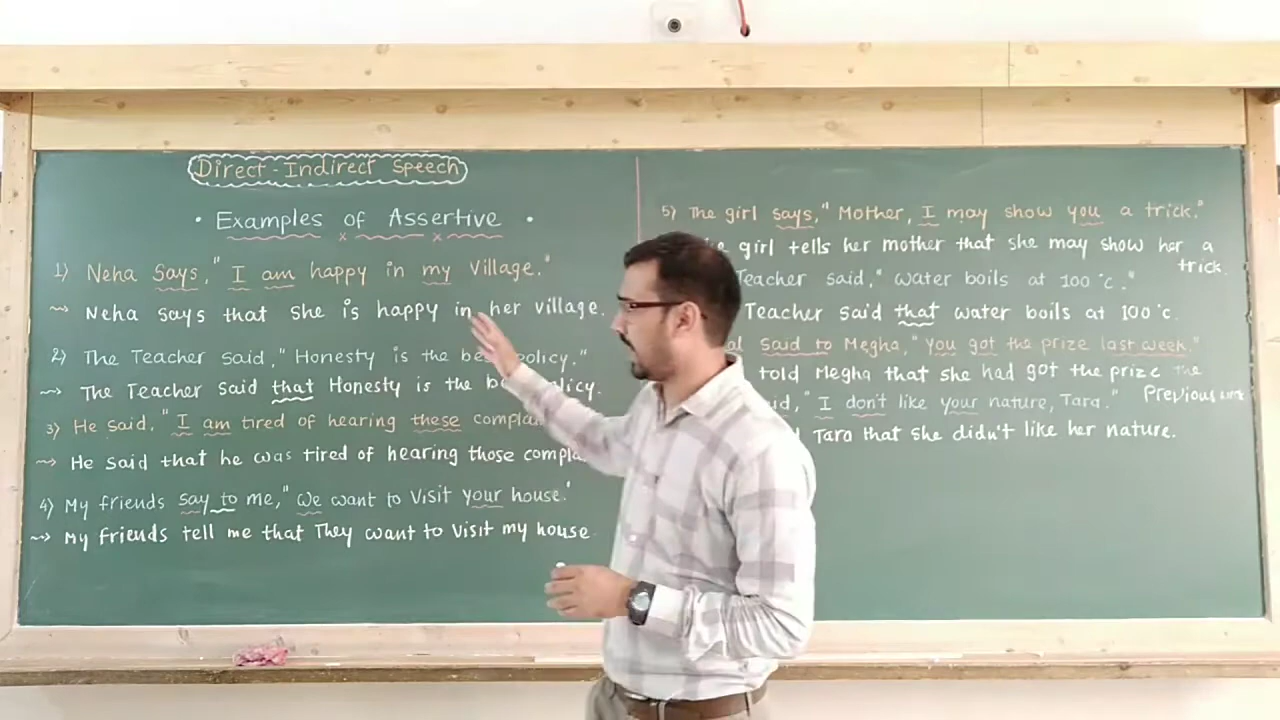 Direct-Indirect Speech
• Examples of Assertive •
1) Neha Says, "I am happy in my Village."
Neha Says that She is happy in her village.
2) The Teacher Said, "Honesty is the policy."
The Teacher Said that Honesty is the
3) He Said, "I am tired of hearing these
He Said that he was tired of hearing those
4) My friends say to me, "We want to Visit your house."
My friends tell me that They want to Visit my house
5) The girl says, "Mother, I may show you a trick."
girl tells her mother that she may show her a
trick.
Teacher Said, "Water boils at 100°c."
Teacher Said that water boils at 100°c.
Said to Megha, "You got the prize last week."
told Megha that she had got the prize the
Previous
"I don't like your nature, Tara."
Tara that she didn't like her nature.